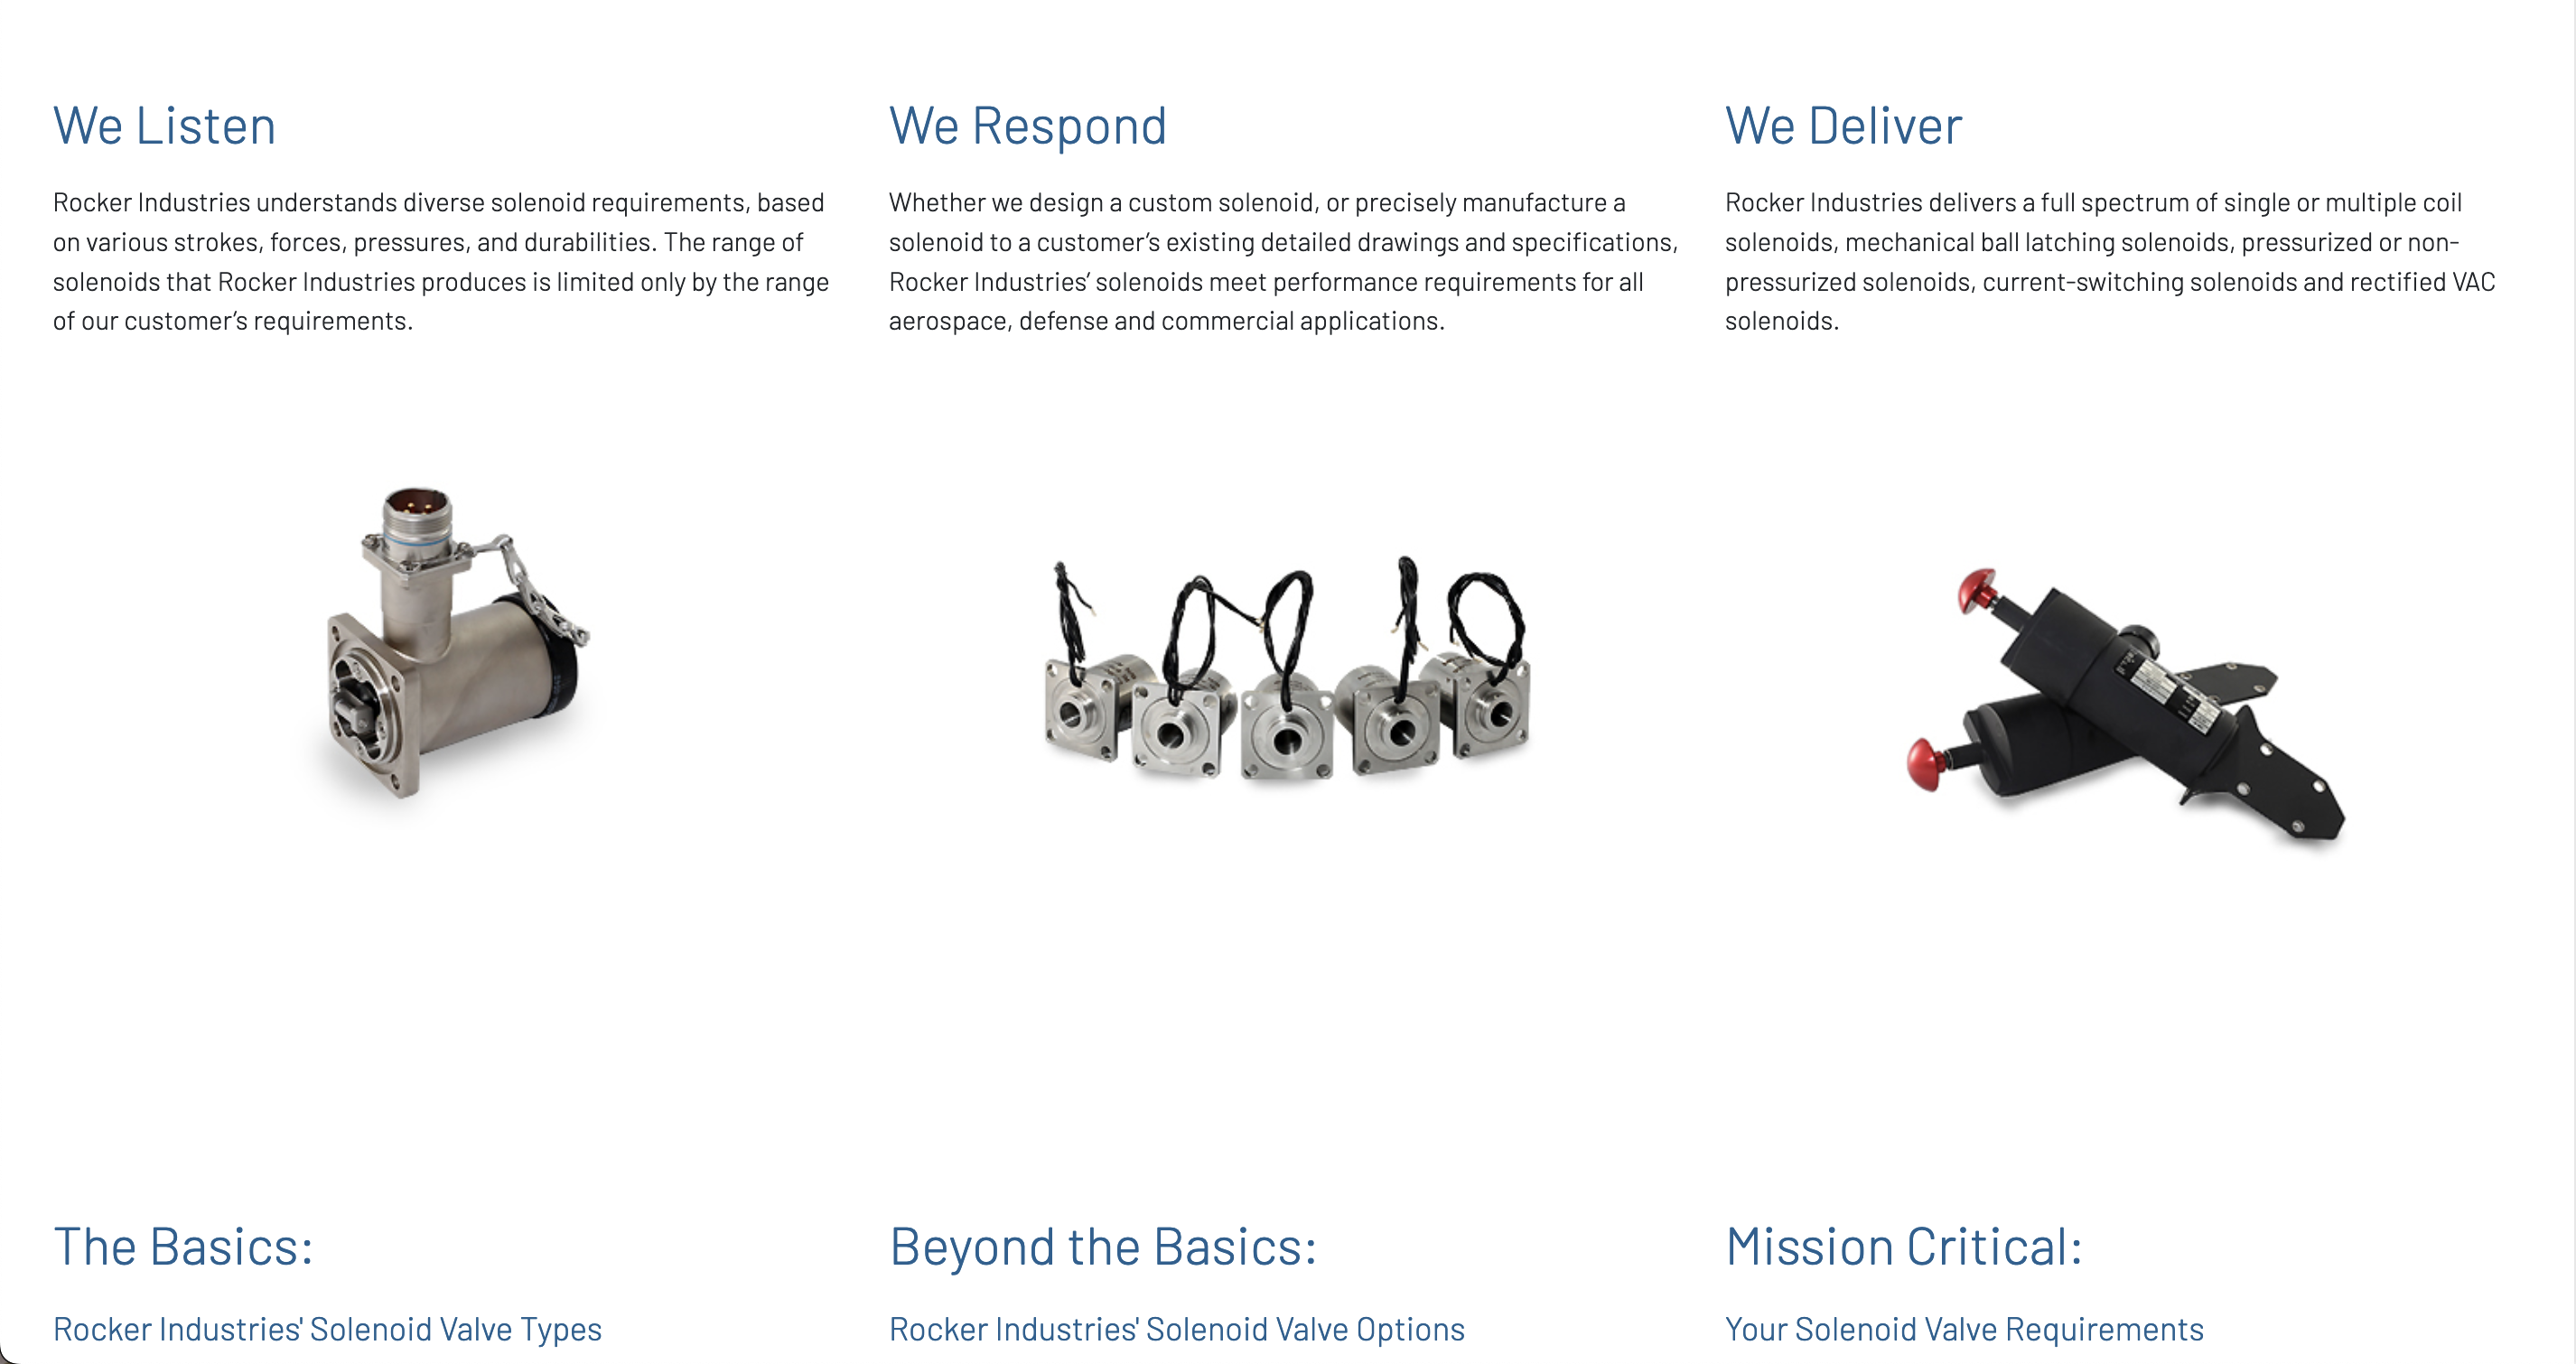 We Listen
Rocker Industries understands diverse solenoid requirements, based
on various strokes, forces, pressures, and durabilities. The range of
solenoids that Rocker Industries produces is limited only by the range
of our customer’s requirements.
We Respond
Whether we design a custom solenoid, or precisely manufacture a
solenoid to a customer’s existing detailed drawings and specifications,
Rocker Industries’ solenoids meet performance requirements for all
aerospace, defense and commercial applications.
We Deliver
Rocker Industries delivers a full spectrum of single or multiple coil
solenoids, mechanical ball latching solenoids, pressurized or non-
pressurized solenoids, current-switching solenoids and rectified VAC
solenoids.
The Basics:
Rocker Industries' Solenoid Valve Types
Beyond the Basics:
Rocker Industries' Solenoid Valve Options
Mission Critical:
Your Solenoid Valve Requirements